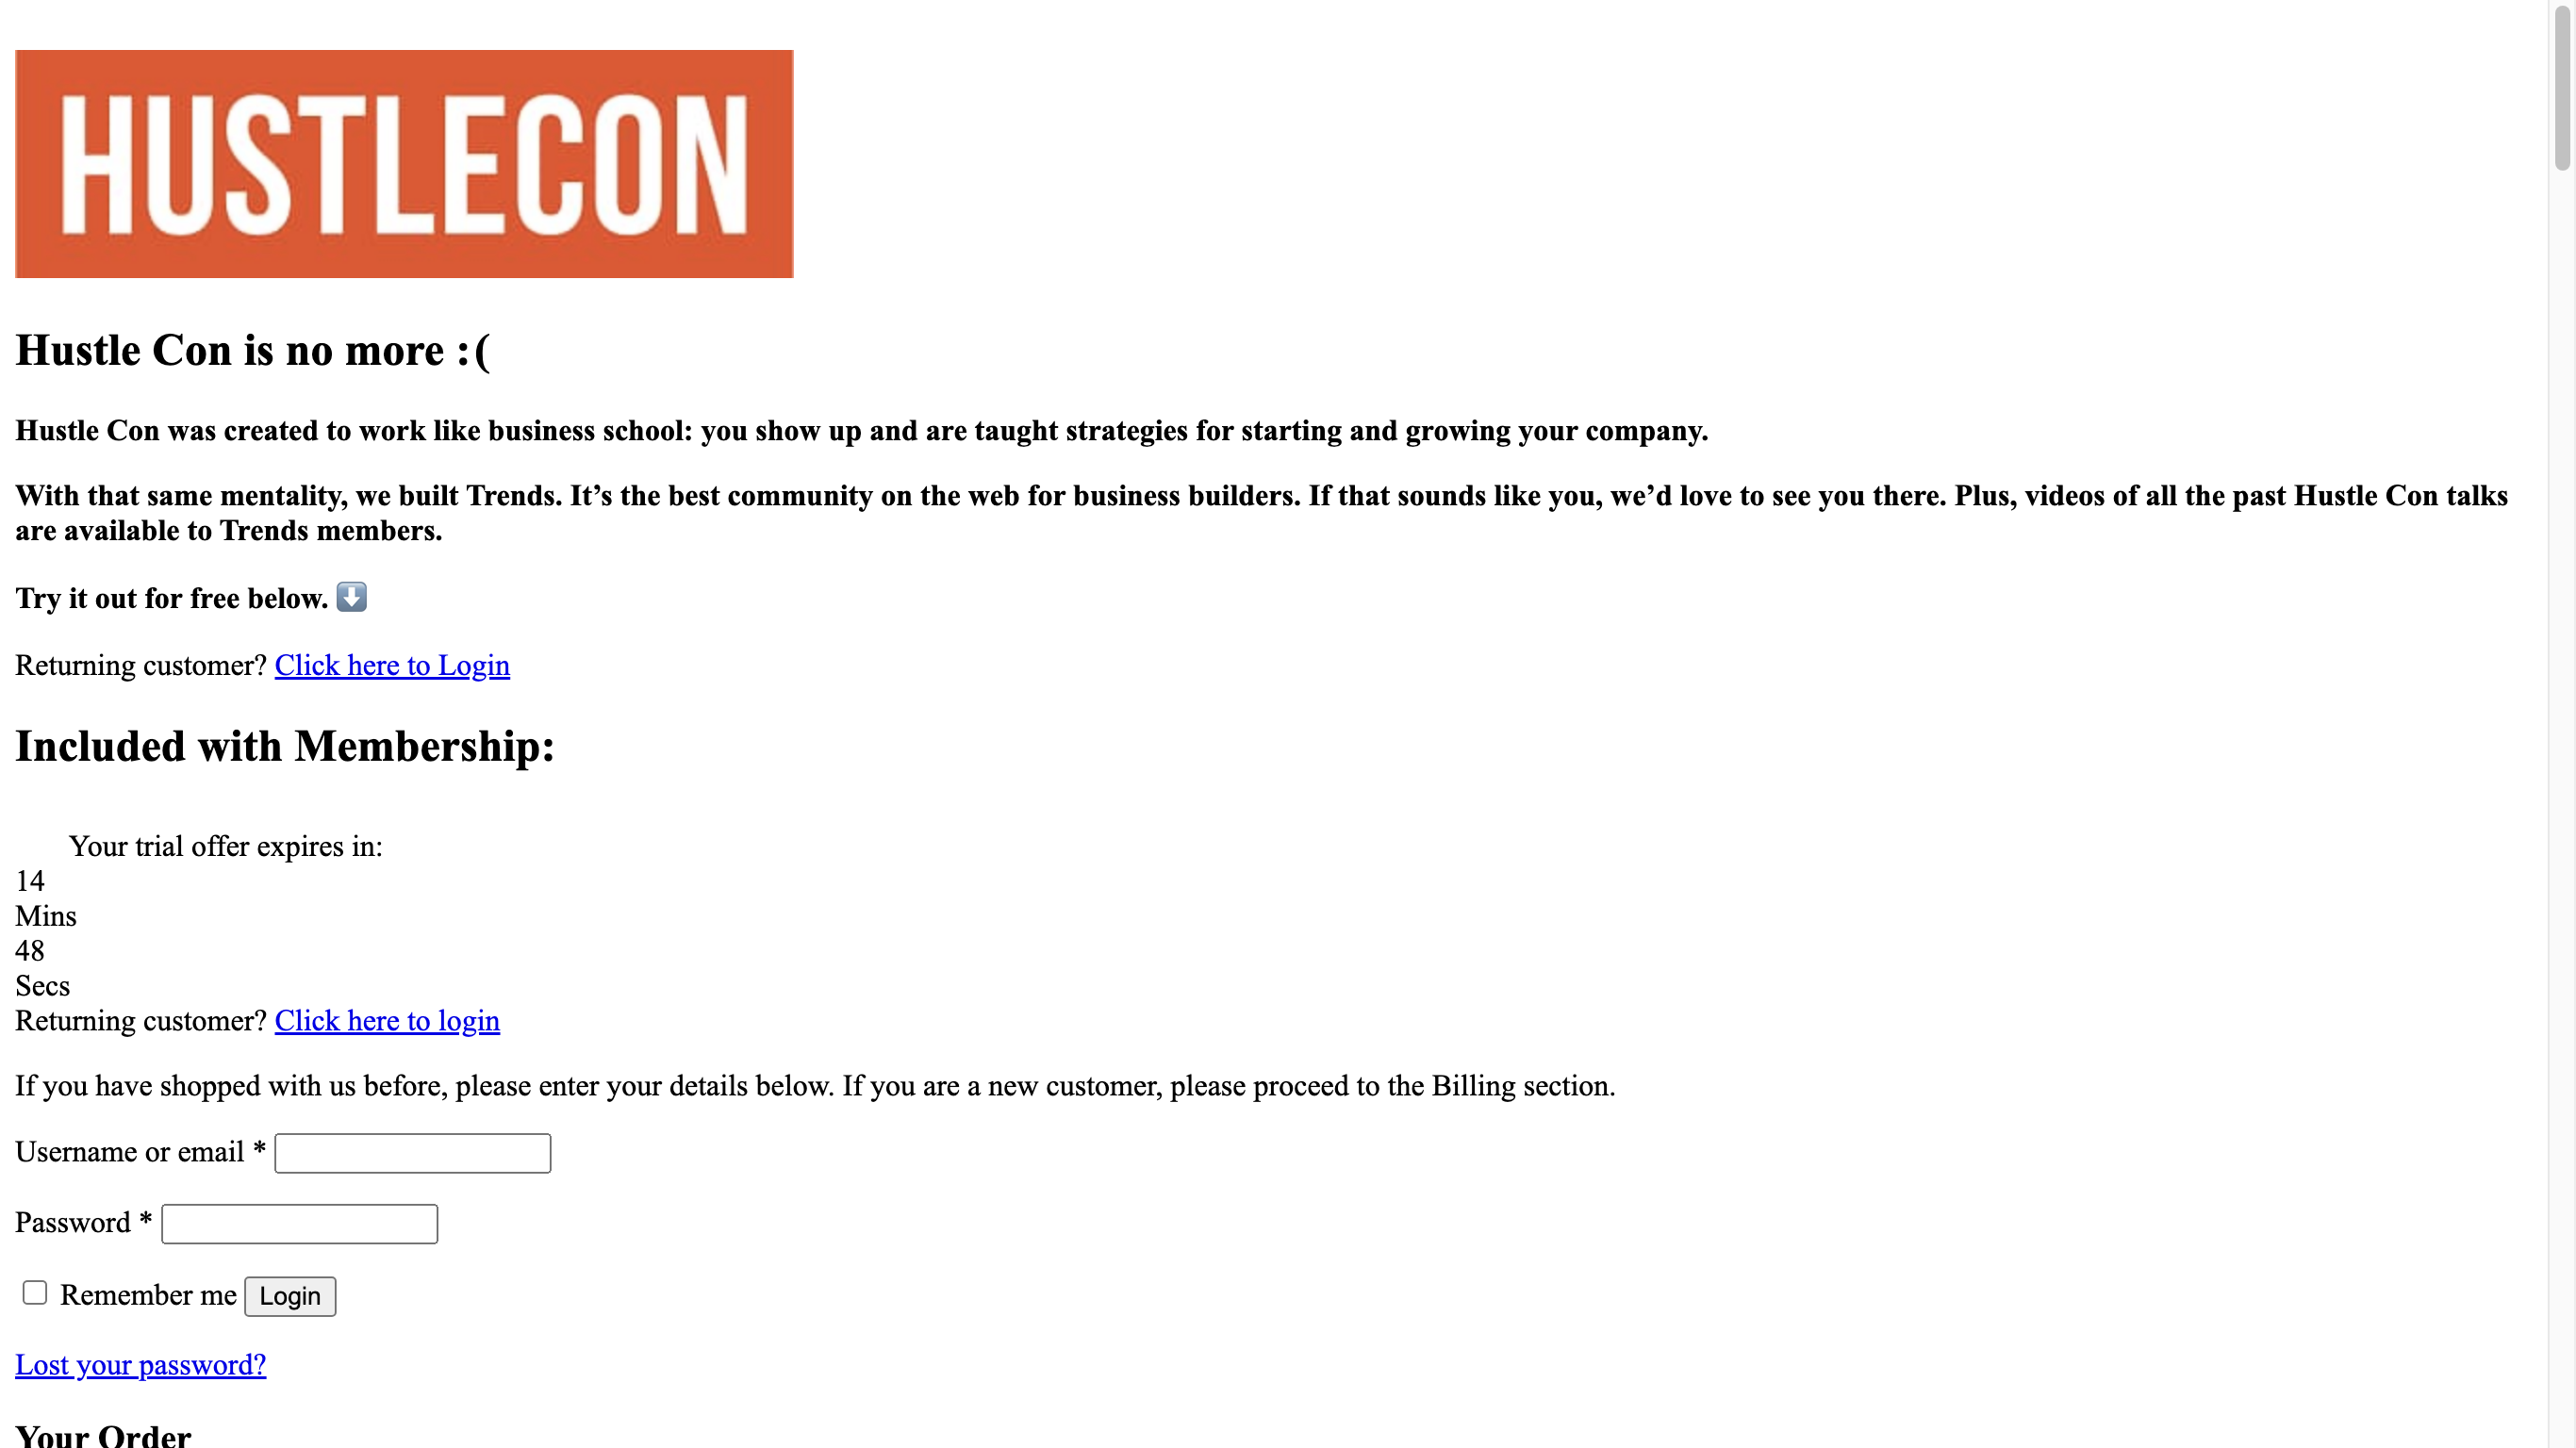 HUSTLECON
Hustle Con is no more :(
Hustle Con was created to work like business school: you show up and are taught strategies for starting and growing your company.
With that same mentality, we built Trends. It’s the best community on the web for business builders. If that sounds like you, we’d love to see you there. Plus, videos of all the past Hustle Con talks
are available to Trends members.
Try it out for free below. ⬇️
Returning customer? Click here to Login
Included with Membership:
Your trial offer expires in:
14
Mins
48
Secs
Returning customer? Click here to login
If you have shopped with us before, please enter your details below. If you are a new customer, please proceed to the Billing section.
Username or email *
Password *
Remember me Login
Lost your password?
Your Order